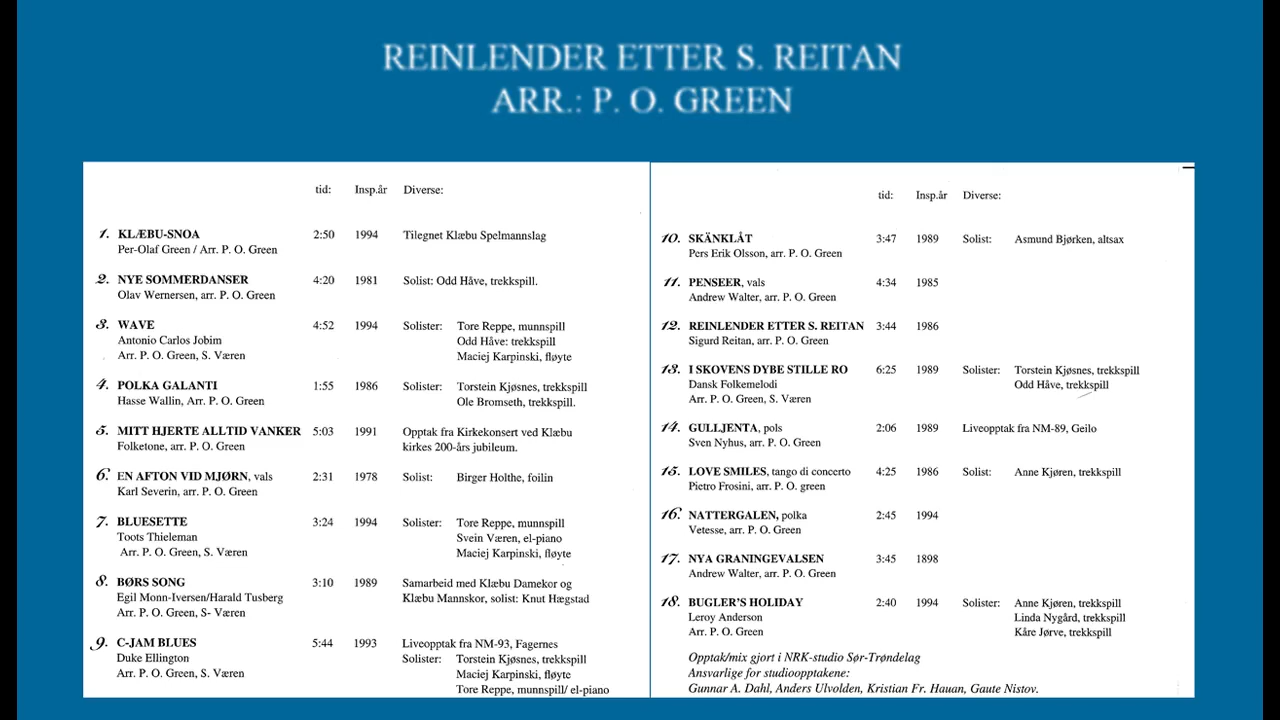 REINLENDER ETTER S. REITAN
ARR.: P. O. GREEN
tid: Insp.år Diverse:
1. KLÆBU-SNOA 2:50 1994 Tilegnet Klæbu Spelmannslag
Per-Olaf Green / Arr. P. O. Green
2. NYE SOMMERDANSER 4:20 1981 Solist: Odd Håve, trekkspill.
Olav Wernersen, arr. P. O. Green
3. WAVE 4:52 1994 Solister: Tore Reppe, munnspill
Antonio Carlos Jobim Odd Håve: trekkspill
Arr. P. O. Green, S. Væren Maciej Karpinski, fløyte
4. POLKA GALANTI 1:55 1986 Solister: Torstein Kjøsnes, trekkspill
Hasse Wallin, Arr. P. O. Green Ole Bromseth, trekkspill.
5. MITT HJERTE ALLTID VANKER 5:03 1991 Opptak fra Kirkekonsert ved Klæbu
Folketone, arr. P. O. Green kirkes 200-års jubileum.
6. EN AFTON VID MJØRN, vals 2:31 1978 Solist: Birger Holthe, foilin
Karl Severin, arr. P. O. Green
7. BLUESETTE 3:24 1994 Solister: Tore Reppe, munnspill
Toots Thieleman Svein Væren, el-piano
Arr. P. O. Green, S. Væren Maciej Karpinski, fløyte
8. BØRS SONG 3:10 1989 Samarbeid med Klæbu Damekor og
Egil Monn-Iversen/Harald Tusberg Klæbu Mannskor, solist: Knut Hægstad
Arr. P. O. Green, S- Væren
9. C-JAM BLUES 5:44 1993 Liveopptak fra NM-93, Fagernes
Duke Ellington Solister: Torstein Kjøsnes, trekkspill
Arr. P. O. Green, S. Væren Maciej Karpinski, fløyte
Tore Reppe, munnspill/ el-piano
tid: Insp.år Diverse:
10. SKÄNKLÅT 3:47 1989 Solist: Asmund Bjørken, altsax
Pers Erik Olsson, arr. P. O. Green
11. PENSEER, vals 4:34 1985
Andrew Walter, arr. P. O. Green
12. REINLENDER ETTER S. REITAN 3:44 1986
Sigurd Reitan, arr. P. O. Green
13. I SKOVENS DYBE STILLE RO 6:25 1989 Solister: Torstein Kjøsnes, trekkspill
Dansk Folkemelodi Odd Håve, trekkspill
Arr. P. O. Green, S. Væren
14. GULLJENTA, pols 2:06 1989 Liveopptak fra NM-89, Geilo
Sven Nyhus, arr. P. O. Green
15. LOVE SMILES, tango di concerto 4:25 1986 Solist: Anne Kjøren, trekkspill
Pietro Frosini, arr. P. O. green
16. NATTERGALEN, polka 2:45 1994
Vetesse, arr. P. O. Green
17. NYA GRANINGEVALSEN 3:45 1898
Andrew Walter, arr. P. O. Green
18. BUGLER'S HOLIDAY 2:40 1994 Solister: Anne Kjøren, trekkspill
Leroy Anderson Linda Nygård, trekkspill
Arr. P. O. Green Kåre Jørve, trekkspill
Opptak/mix gjort i NRK-studio Sør-Trøndelag
Ansvarlige for studioopptakene:
Gunnar A. Dahl, Anders Ulvolden, Kristian Fr. Hauan, Gaute Nistov.